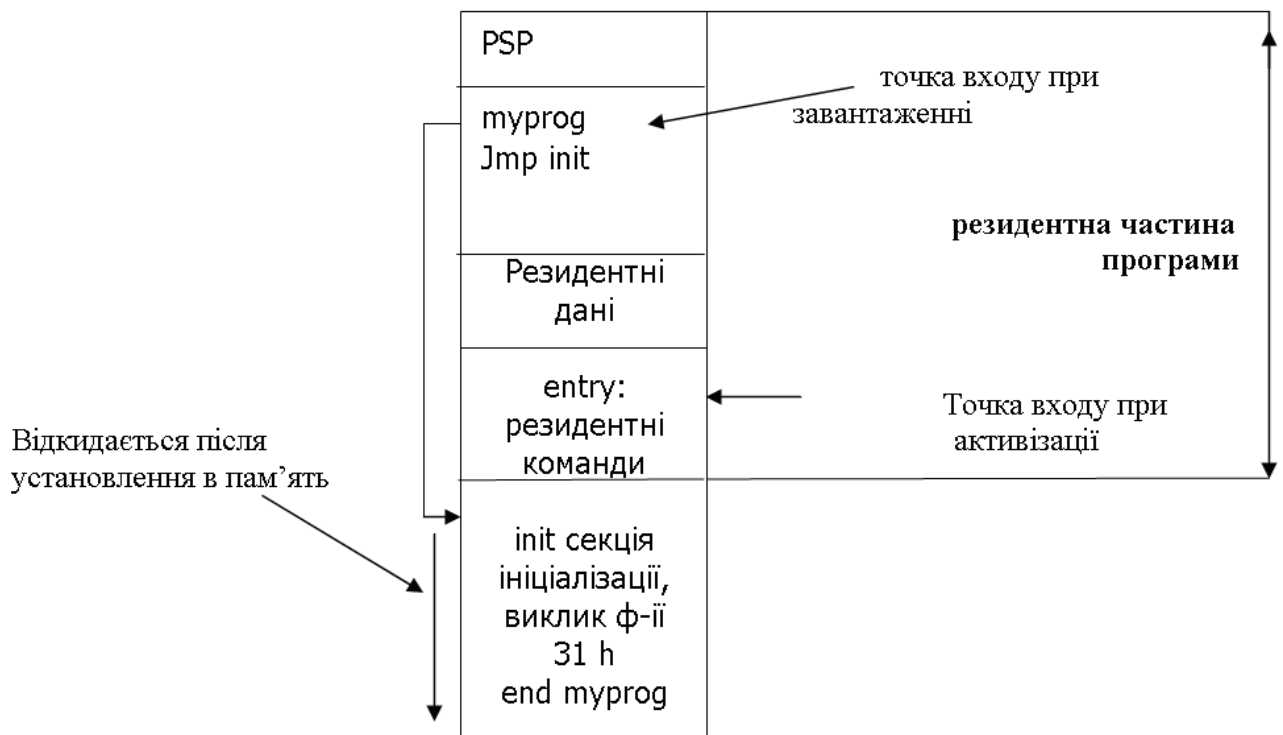 PSP
точка входу при
завантаженні
myprog
Jmp init
резидентна частина
програми
Резидентні
дані
entry:
резидентні
команди
Точка входу при
активізації
Відкидається після
установлення в пам’ять
init секція
ініціалізації,
виклик ф-ії
31 h
end myprog